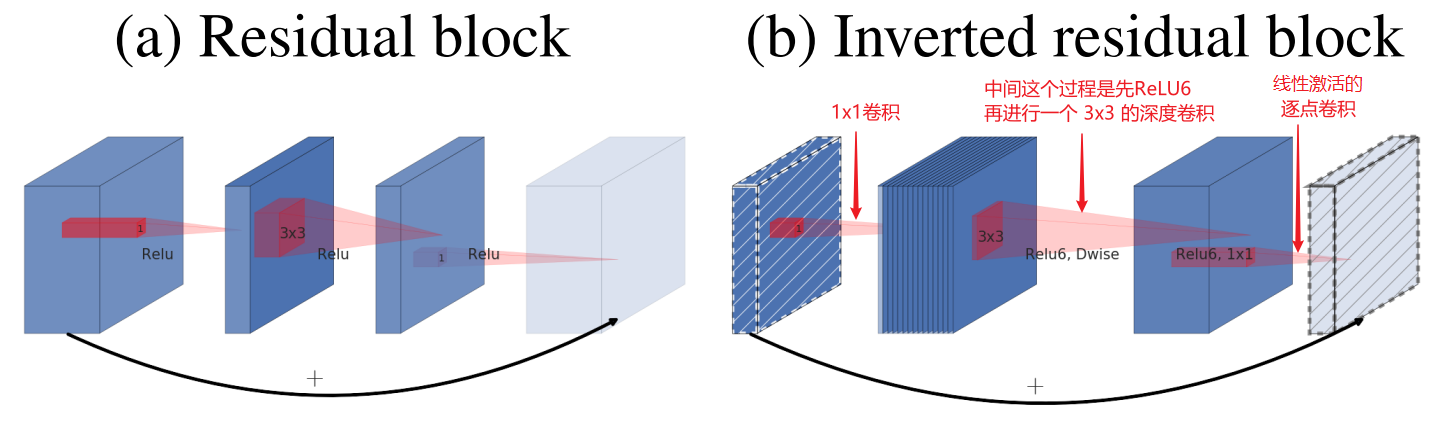 (a) Residual block
(b) Inverted residual block
1
Relu
3x3
Relu
1
Relu
+
1x1卷积
中间这个过程是先ReLU6
再进行一个 3x3 的深度卷积
线性激活的
逐点卷积
1
3x3
Relu6, Dwise
Relu6, 1x1
+